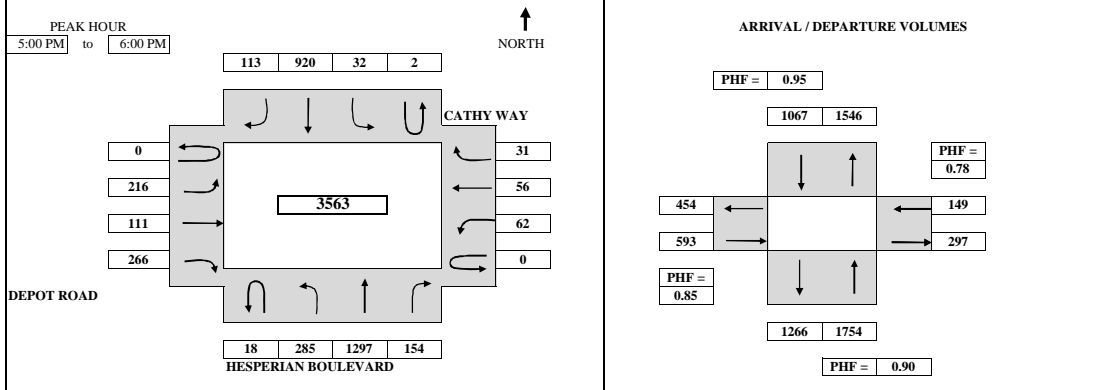 PEAK HOUR
5:00 PM to 6:00 PM
NORTH
113 920 32 2
CATHY WAY
0 31
216 56
3563
111 62
266 0
DEPOT ROAD
18 285 1297 154
HESPERIAN BOULEVARD
ARRIVAL / DEPARTURE VOLUMES
PHF = 0.95
1067 1546
PHF =
0.78
454 149
593 297
PHF =
0.85
1266 1754
PHF = 0.90